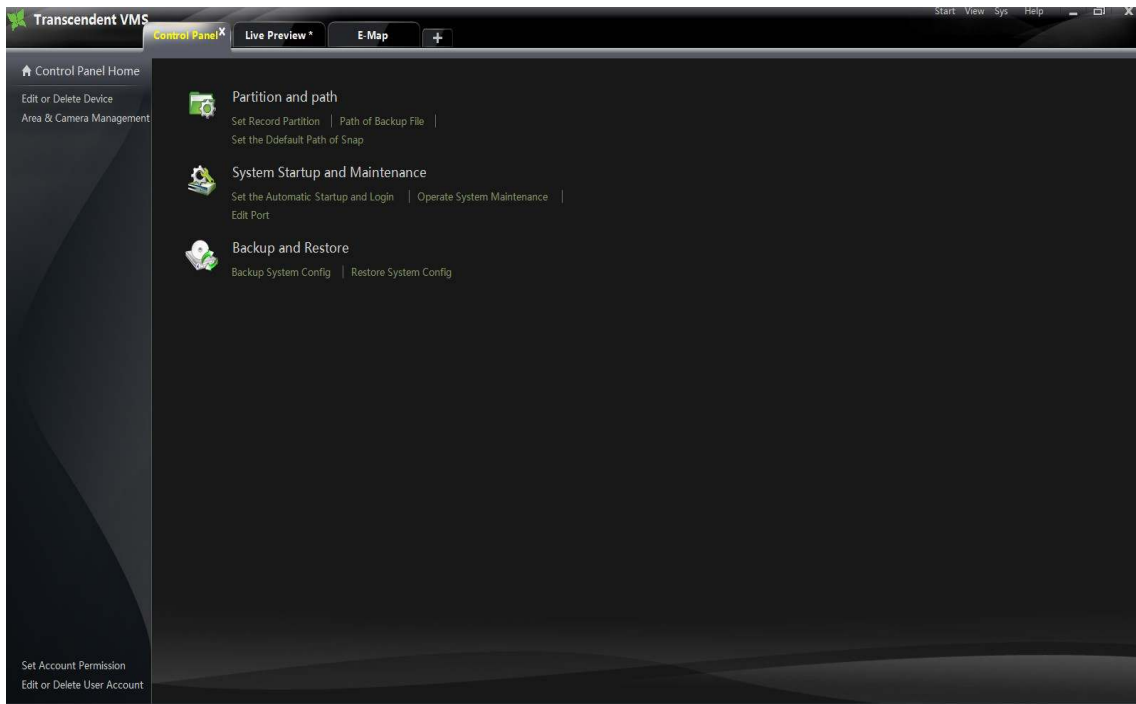 Transcendent VMS
Start View Sys Help
Control Panel X Live Preview * E-Map +
Control Panel Home
Edit or Delete Device
Area & Camera Management
Partition and path
Set Record Partition | Path of Backup File |
Set the Ddefault Path of Snap
System Startup and Maintenance
Set the Automatic Startup and Login | Operate System Maintenance |
Edit Port
Backup and Restore
Backup System Config | Restore System Config
Set Account Permission
Edit or Delete User Account